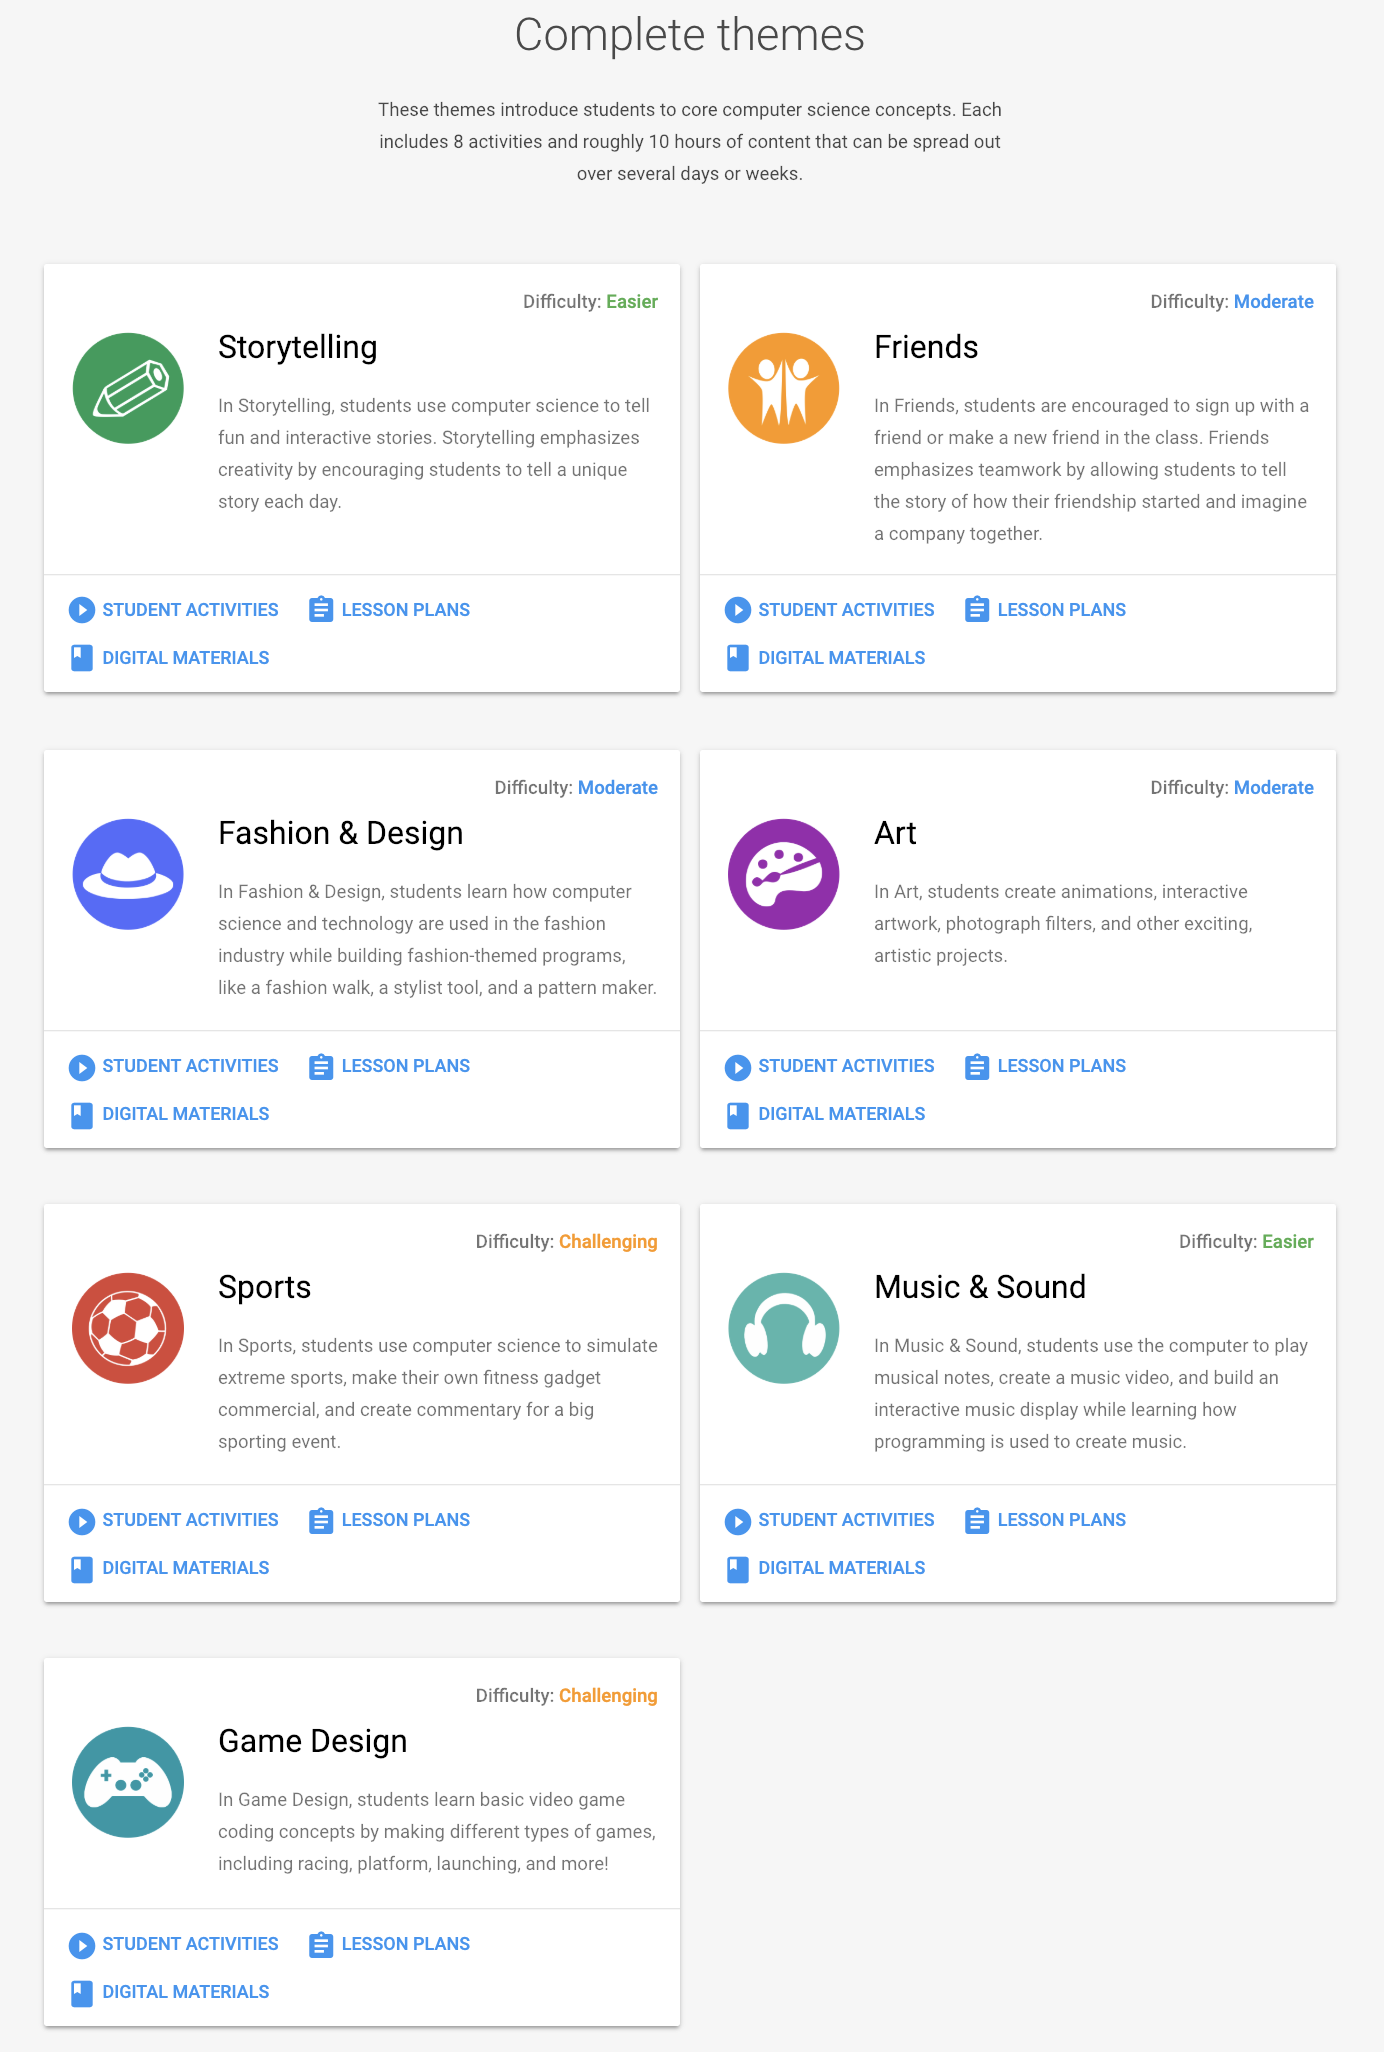 Complete themes
These themes introduce students to core computer science concepts. Each
includes 8 activities and roughly 10 hours of content that can be spread out
over several days or weeks.
Difficulty: Easier
Storytelling
In Storytelling, students use computer science to tell
fun and interactive stories. Storytelling emphasizes
creativity by encouraging students to tell a unique
story each day.
STUDENT ACTIVITIES LESSON PLANS
DIGITAL MATERIALS
Difficulty: Moderate
Friends
In Friends, students are encouraged to sign up with a
friend or make a new friend in the class. Friends
emphasizes teamwork by allowing students to tell
the story of how their friendship started and imagine
a company together.
STUDENT ACTIVITIES LESSON PLANS
DIGITAL MATERIALS
Difficulty: Moderate
Fashion & Design
In Fashion & Design, students learn how computer
science and technology are used in the fashion
industry while building fashion-themed programs,
like a fashion walk, a stylist tool, and a pattern maker.
STUDENT ACTIVITIES LESSON PLANS
DIGITAL MATERIALS
Difficulty: Moderate
Art
In Art, students create animations, interactive
artwork, photograph filters, and other exciting,
artistic projects.
STUDENT ACTIVITIES LESSON PLANS
DIGITAL MATERIALS
Difficulty: Challenging
Sports
In Sports, students use computer science to simulate
extreme sports, make their own fitness gadget
commercial, and create commentary for a big
sporting event.
STUDENT ACTIVITIES LESSON PLANS
DIGITAL MATERIALS
Difficulty: Easier
Music & Sound
In Music & Sound, students use the computer to play
musical notes, create a music video, and build an
interactive music display while learning how
programming is used to create music.
STUDENT ACTIVITIES LESSON PLANS
DIGITAL MATERIALS
Difficulty: Challenging
Game Design
In Game Design, students learn basic video game
coding concepts by making different types of games,
including racing, platform, launching, and more!
STUDENT ACTIVITIES LESSON PLANS
DIGITAL MATERIALS